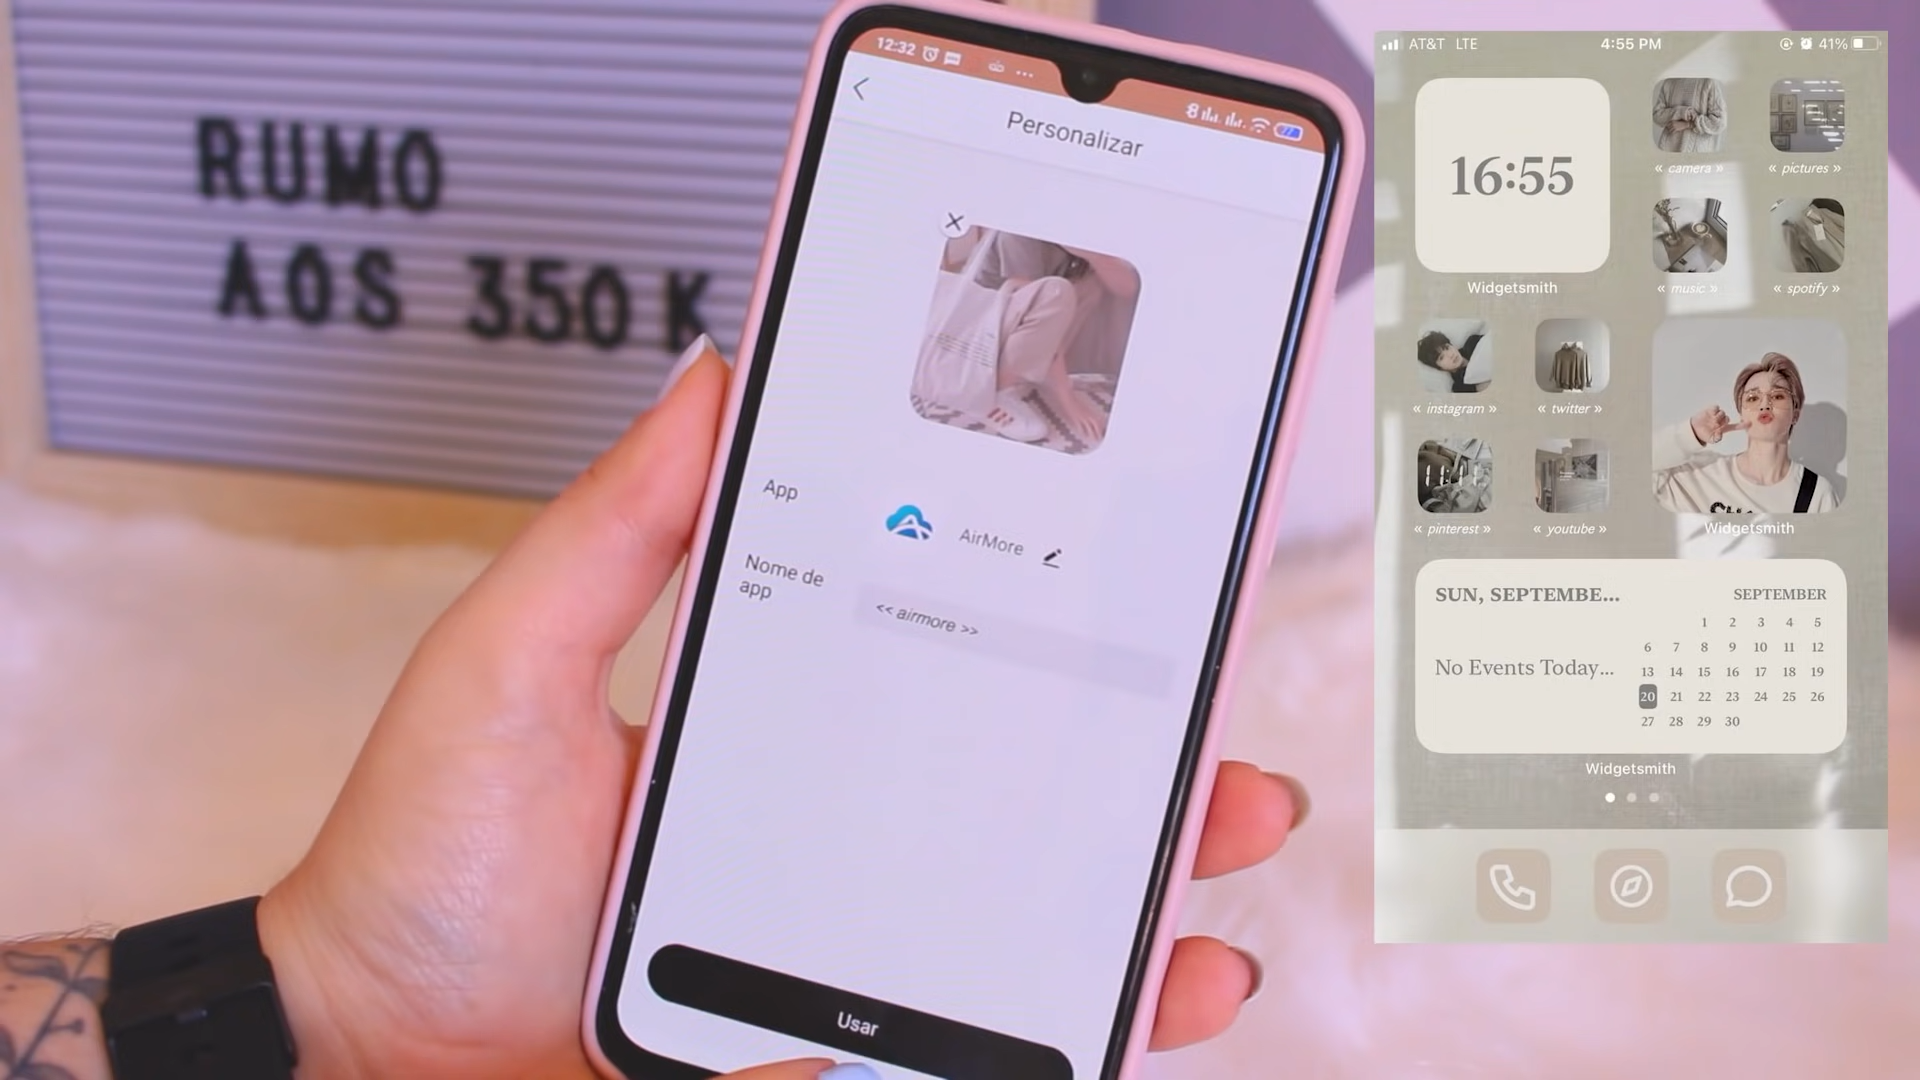 RUMO
AOS 350 K
12:32
Personalizar
App
AirMore
Nome de
app
<< airmore >>
Usar
AT&T LTE
4:55 PM
41%
16:55
Widgetsmith
« camera »
« pictures »
« music »
« spotify »
« instagram »
« twitter »
11:11
« pinterest »
« youtube »
Widgetsmith
SUN, SEPTEMBE...
SEPTEMBER
No Events Today...
1 2 3 4 5
6 7 8 9 10 11 12
13 14 15 16 17 18 19
20 21 22 23 24 25 26
27 28 29 30
Widgetsmith